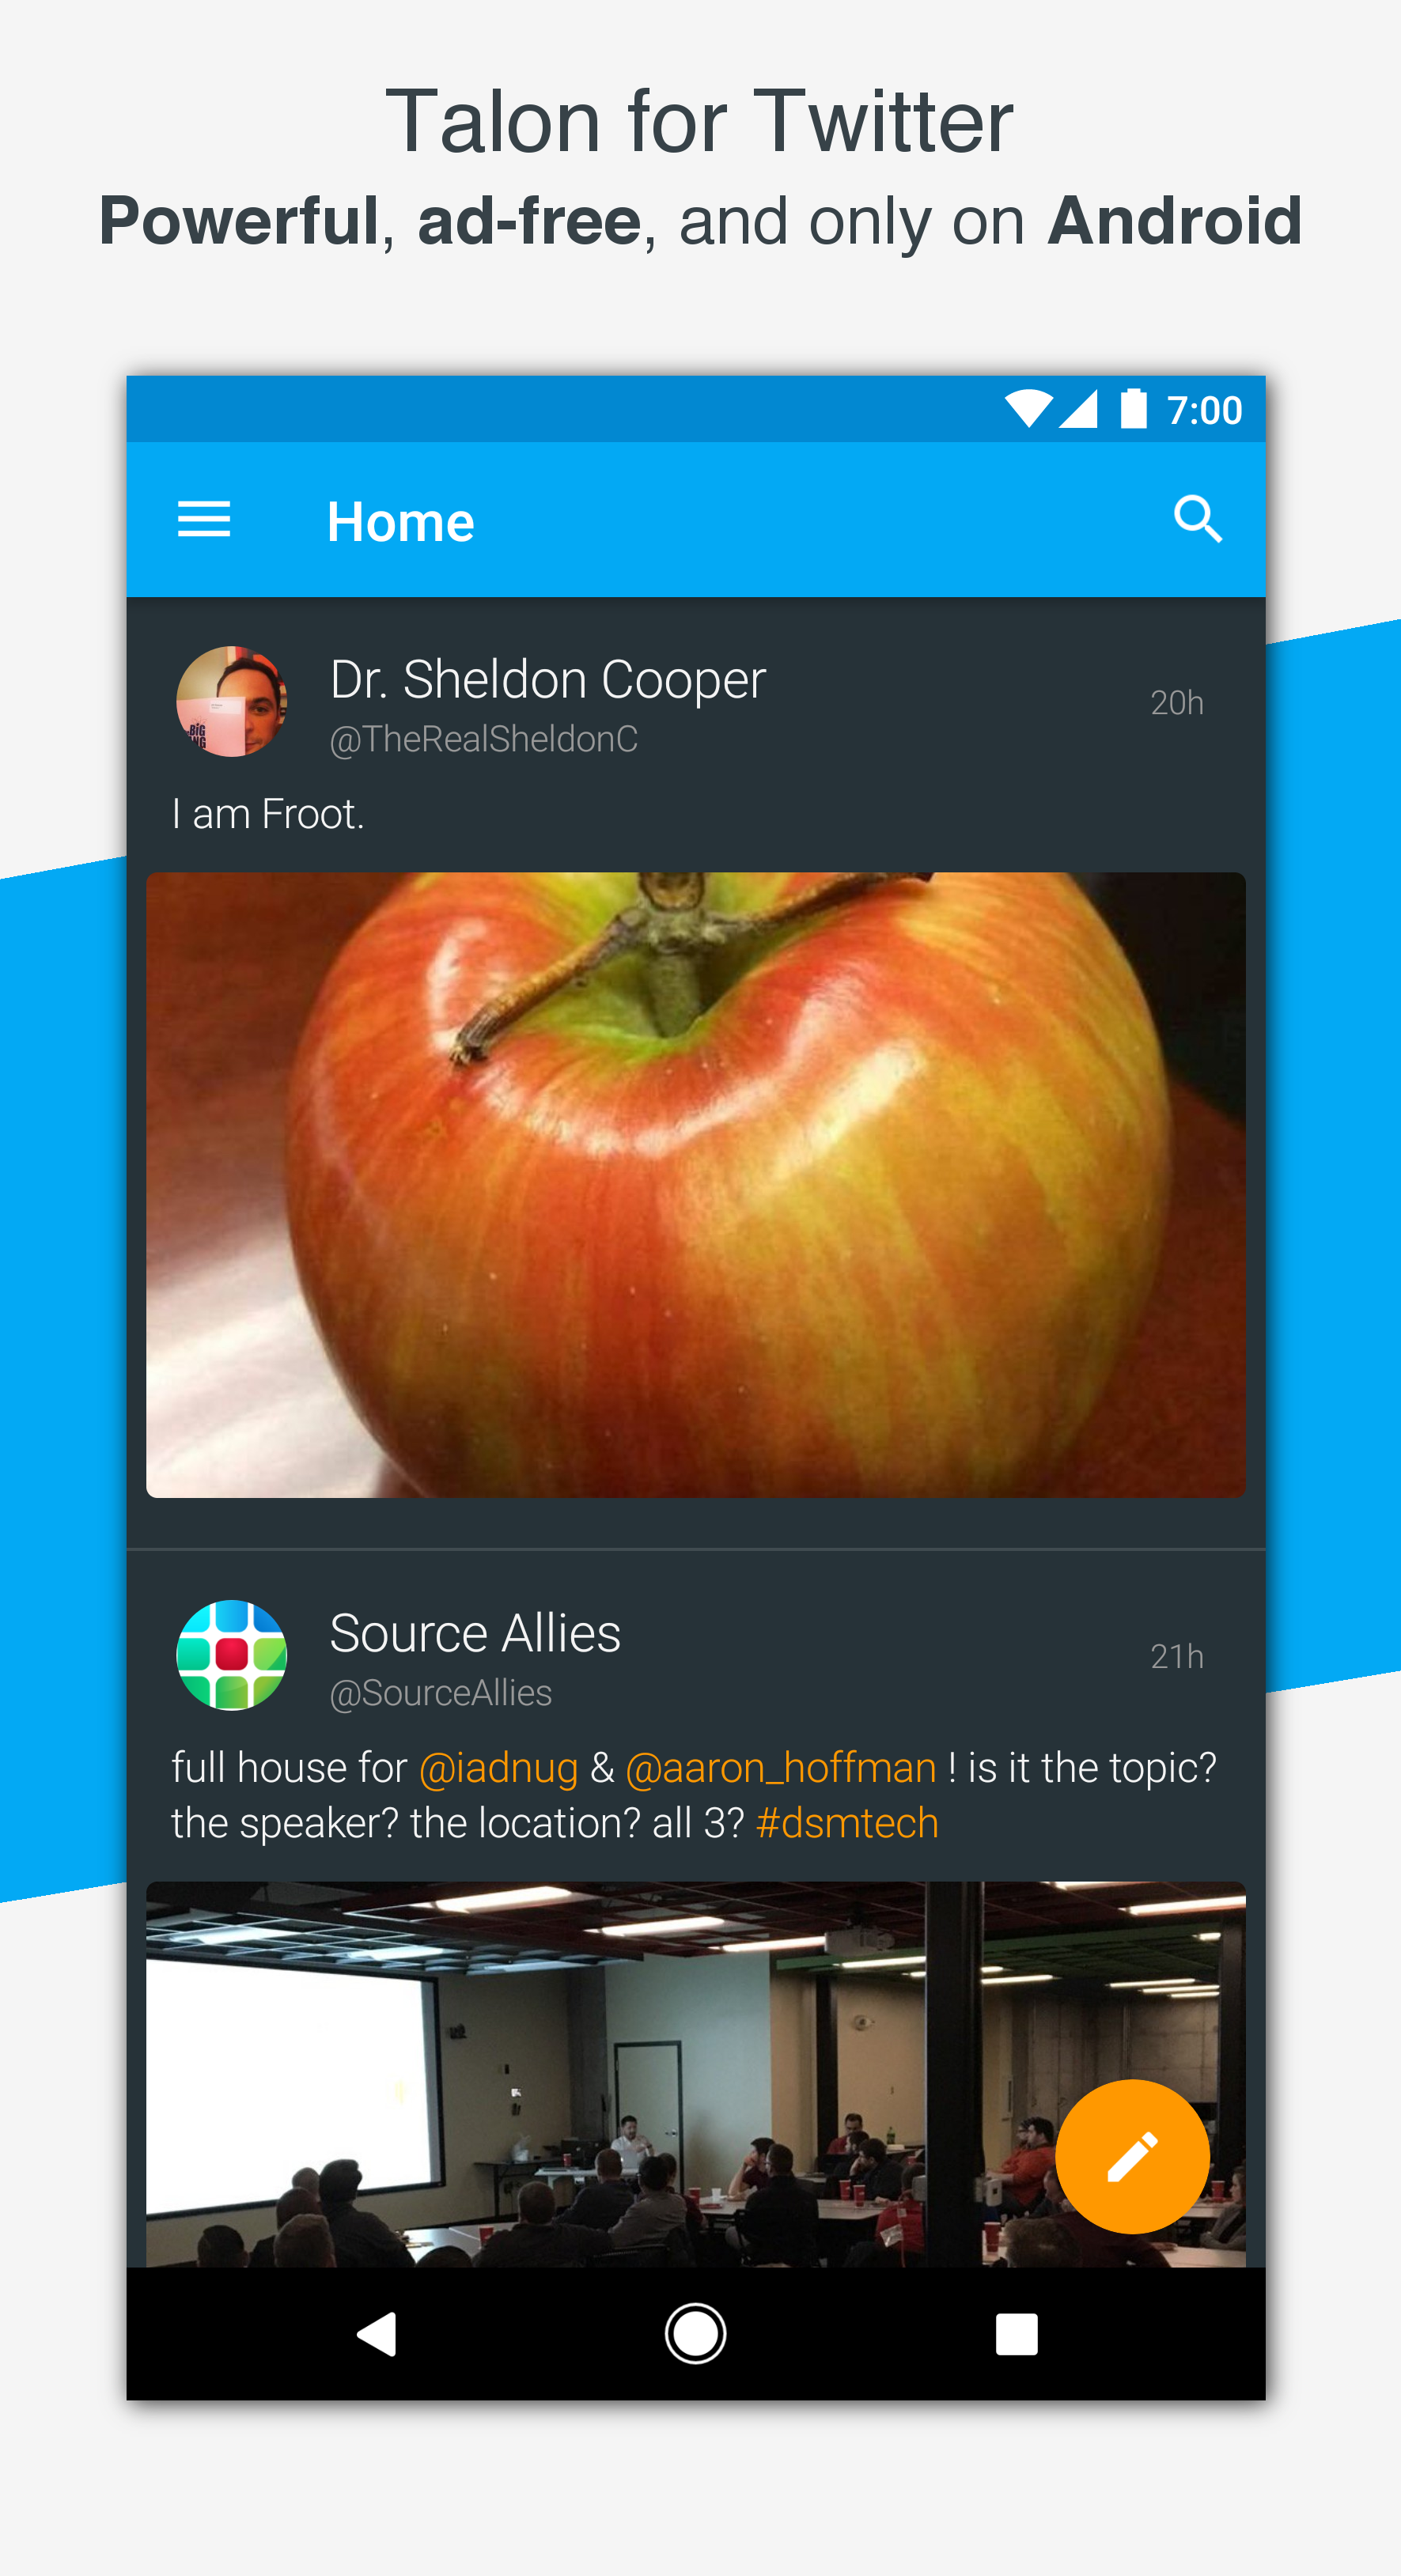 Talon for Twitter
Powerful, ad-free, and only on Android
7:00
Home
Dr. Sheldon Cooper
20h
@TheRealSheldonC
I am Froot.
Source Allies
21h
@SourceAllies
full house for @iadnug & @aaron_hoffman ! is it the topic?
the speaker? the location? all 3? #dsmtech